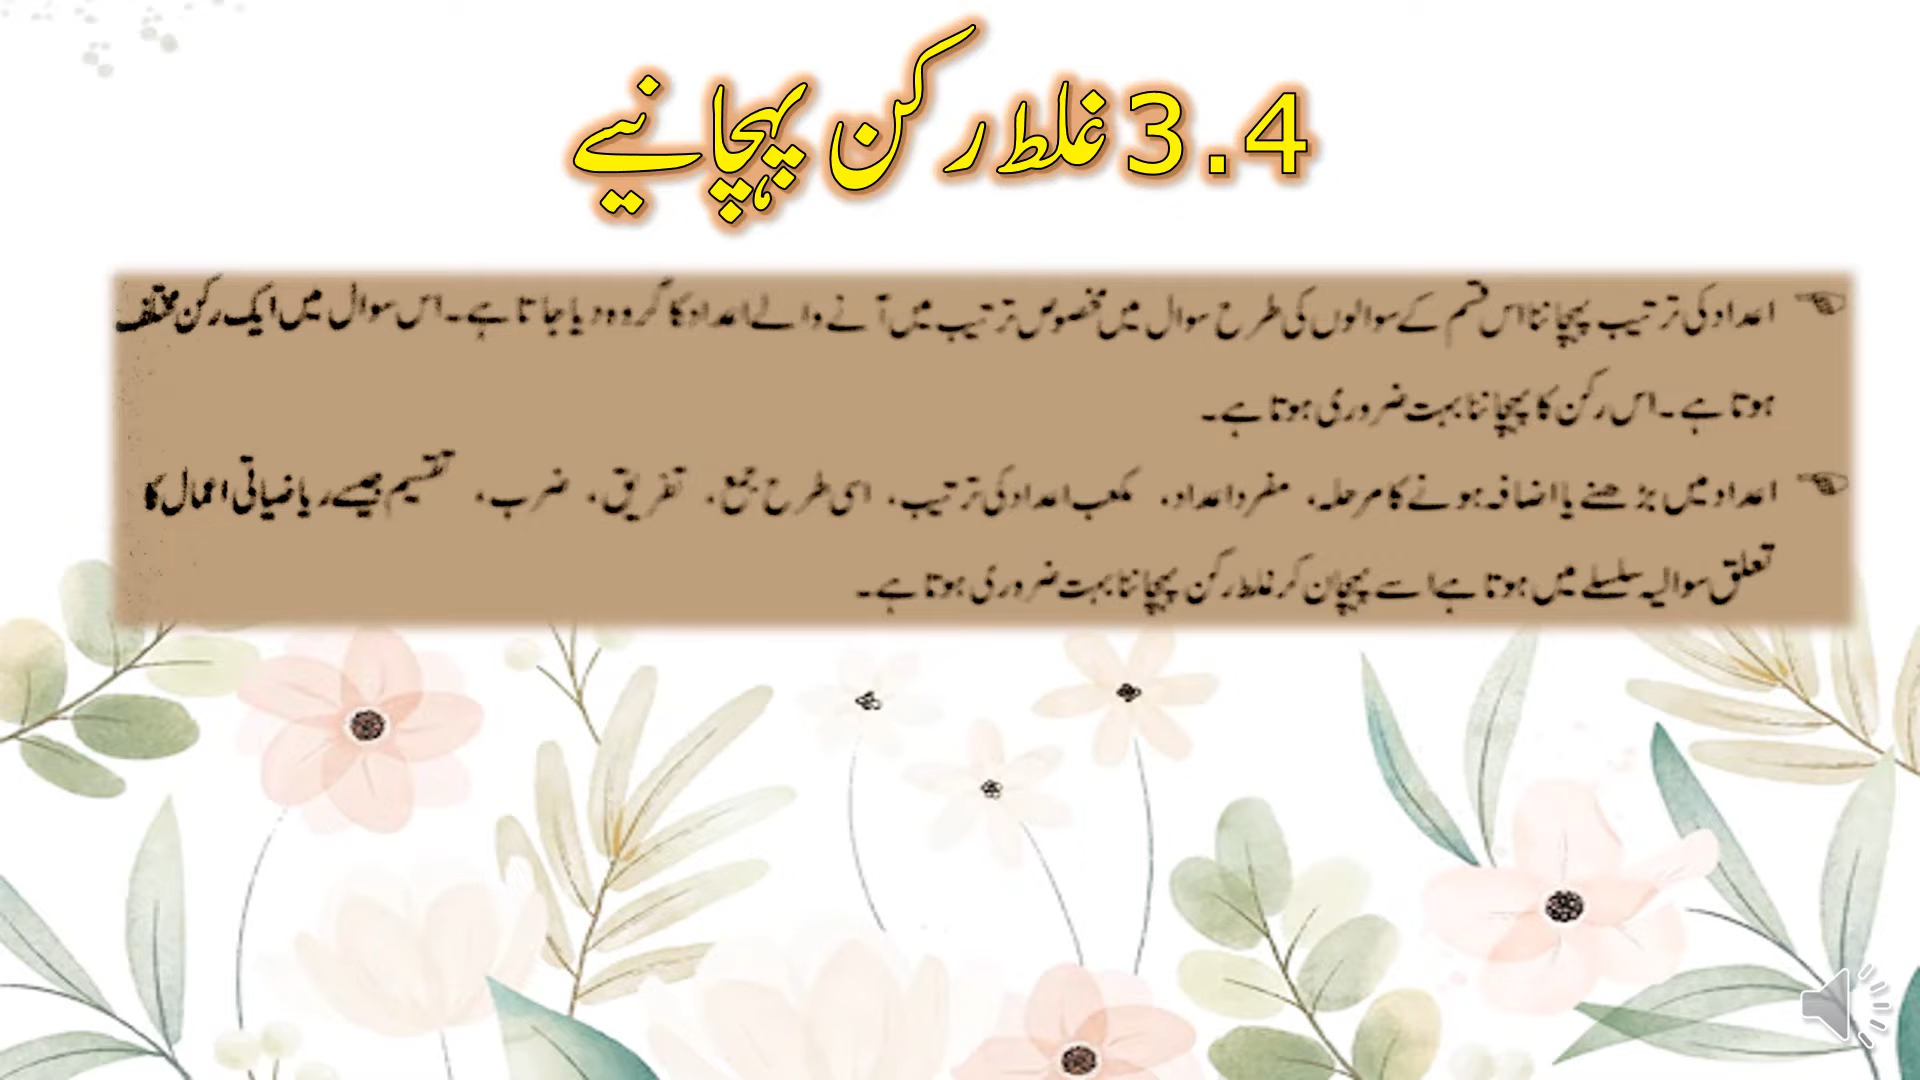 3.4 غلط رکن پہچانیے
اعداد کی ترتیب پہچاننا اس قسم کے سوالوں کی طرح سوال میں مخصوص ترتیب میں آنے والے اعداد کا گروہ دیا جاتا ہے۔ اس سوال میں ایک رکن مختلف
ہوتا ہے۔ اس رکن کا پہچاننا بہت ضروری ہوتا ہے۔
اعداد میں بڑھنے یا اضافہ ہونے کا مرحلہ، مفرد اعداد، مکعب اعداد کی ترتیب، اسی طرح جمع، تفریق، ضرب، تقسیم جیسے ریاضیاتی اعمال کا
تعلق سوالیہ سلسلے میں ہوتا ہے اسے پہچان کر غلط رکن پہچاننا بہت ضروری ہوتا ہے۔